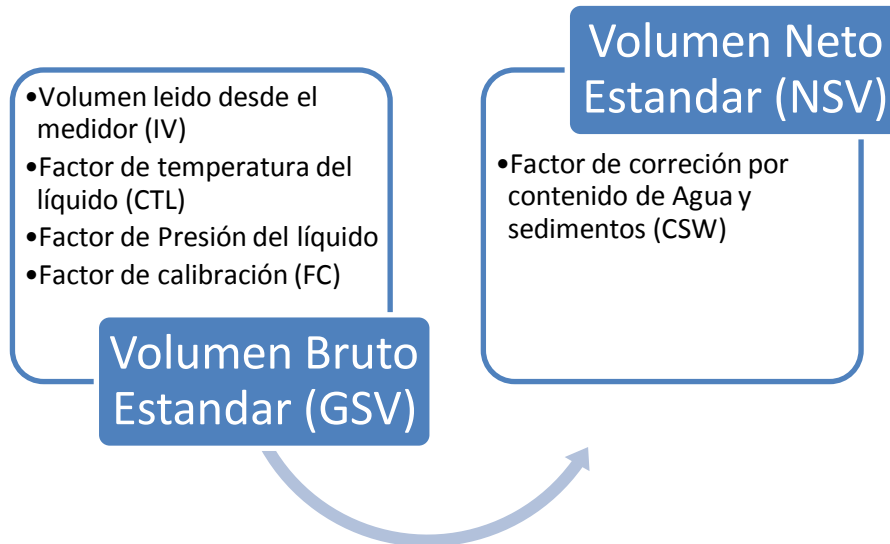 •Volumen leido desde el
medidor (IV)
•Factor de temperatura del
líquido (CTL)
•Factor de Presión del líquido
•Factor de calibración (FC)
Volumen Bruto
Estandar (GSV)
Volumen Neto
Estandar (NSV)
•Factor de correción por
contenido de Agua y
sedimentos (CSW)